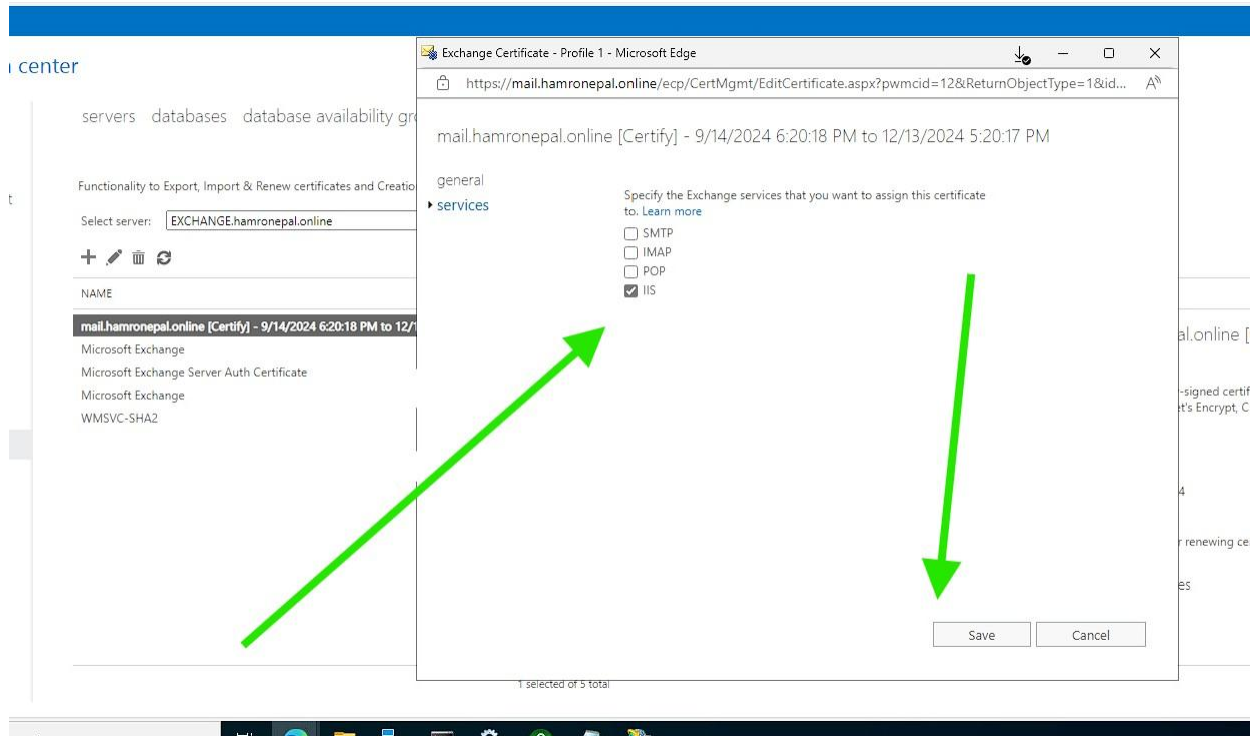 center
Exchange Certificate - Profile 1 - Microsoft Edge
https://mail.hamronepal.online/ecp/CertMgmt/EditCertificate.aspx?pwmcid=12&ReturnObjectType=1&id...
servers databases database availability gr
mail.hamronepal.online [Certify] - 9/14/2024 6:20:18 PM to 12/13/2024 5:20:17 PM
general
services
Functionality to Export, Import & Renew certificates and Creatio
Select server: EXCHANGE.hamronepal.online
Specify the Exchange services that you want to assign this certificate
to. Learn more
SMTP
IMAP
POP
IIS
NAME
mail.hamronepal.online [Certify] - 9/14/2024 6:20:18 PM to 12/1
Microsoft Exchange
Microsoft Exchange Server Auth Certificate
Microsoft Exchange
WMSVC-SHA2
al.online [
-signed certif
et's Encrypt, C
4
r renewing ce
es
Save Cancel
1 selected of 5 total